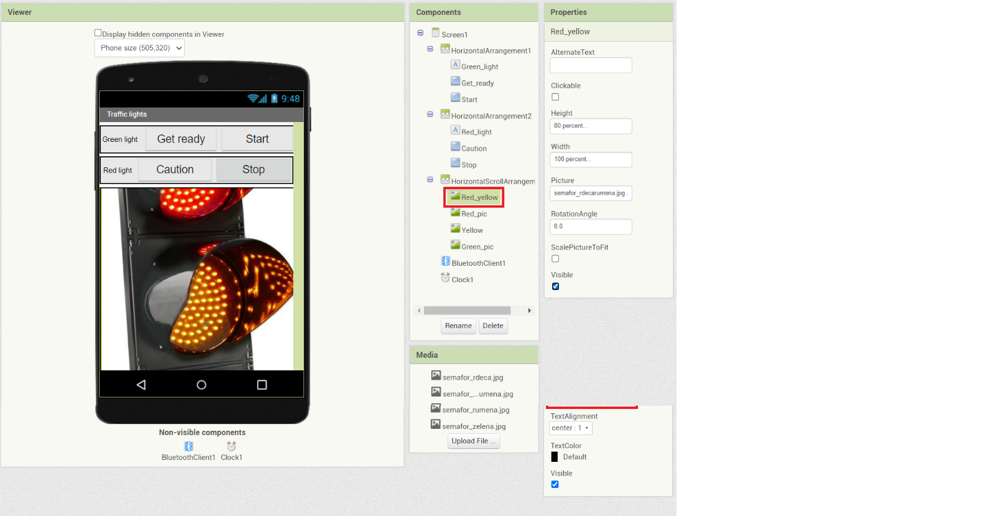 Viewer
Display hidden components in Viewer
Phone size (505,320)
9:48
Traffic lights
Green light
Get ready
Start
Red light
Caution
Stop
Non-visible components
BluetoothClient1
Clock1
Components
Screen1
HorizontalArrangement1
A Green_light
Get_ready
Start
HorizontalArrangement2
A Red_light
Caution
Stop
HorizontalScrollArrangem
Red_yellow
Red_pic
Yellow
Green_pic
BluetoothClient1
Clock1
Rename
Delete
Media
semafor_rdeca.jpg
semafor_...umena.jpg
semafor_rumena.jpg
semafor_zelena.jpg
Upload File ...
Properties
Red_yellow
AlternateText
Clickable
Height
80 percent...
Width
100 percent...
Picture
semafor_rdecarumena.jpg..
RotationAngle
0.0
ScalePictureToFit
Visible
TextAlignment
center : 1
TextColor
Default
Visible